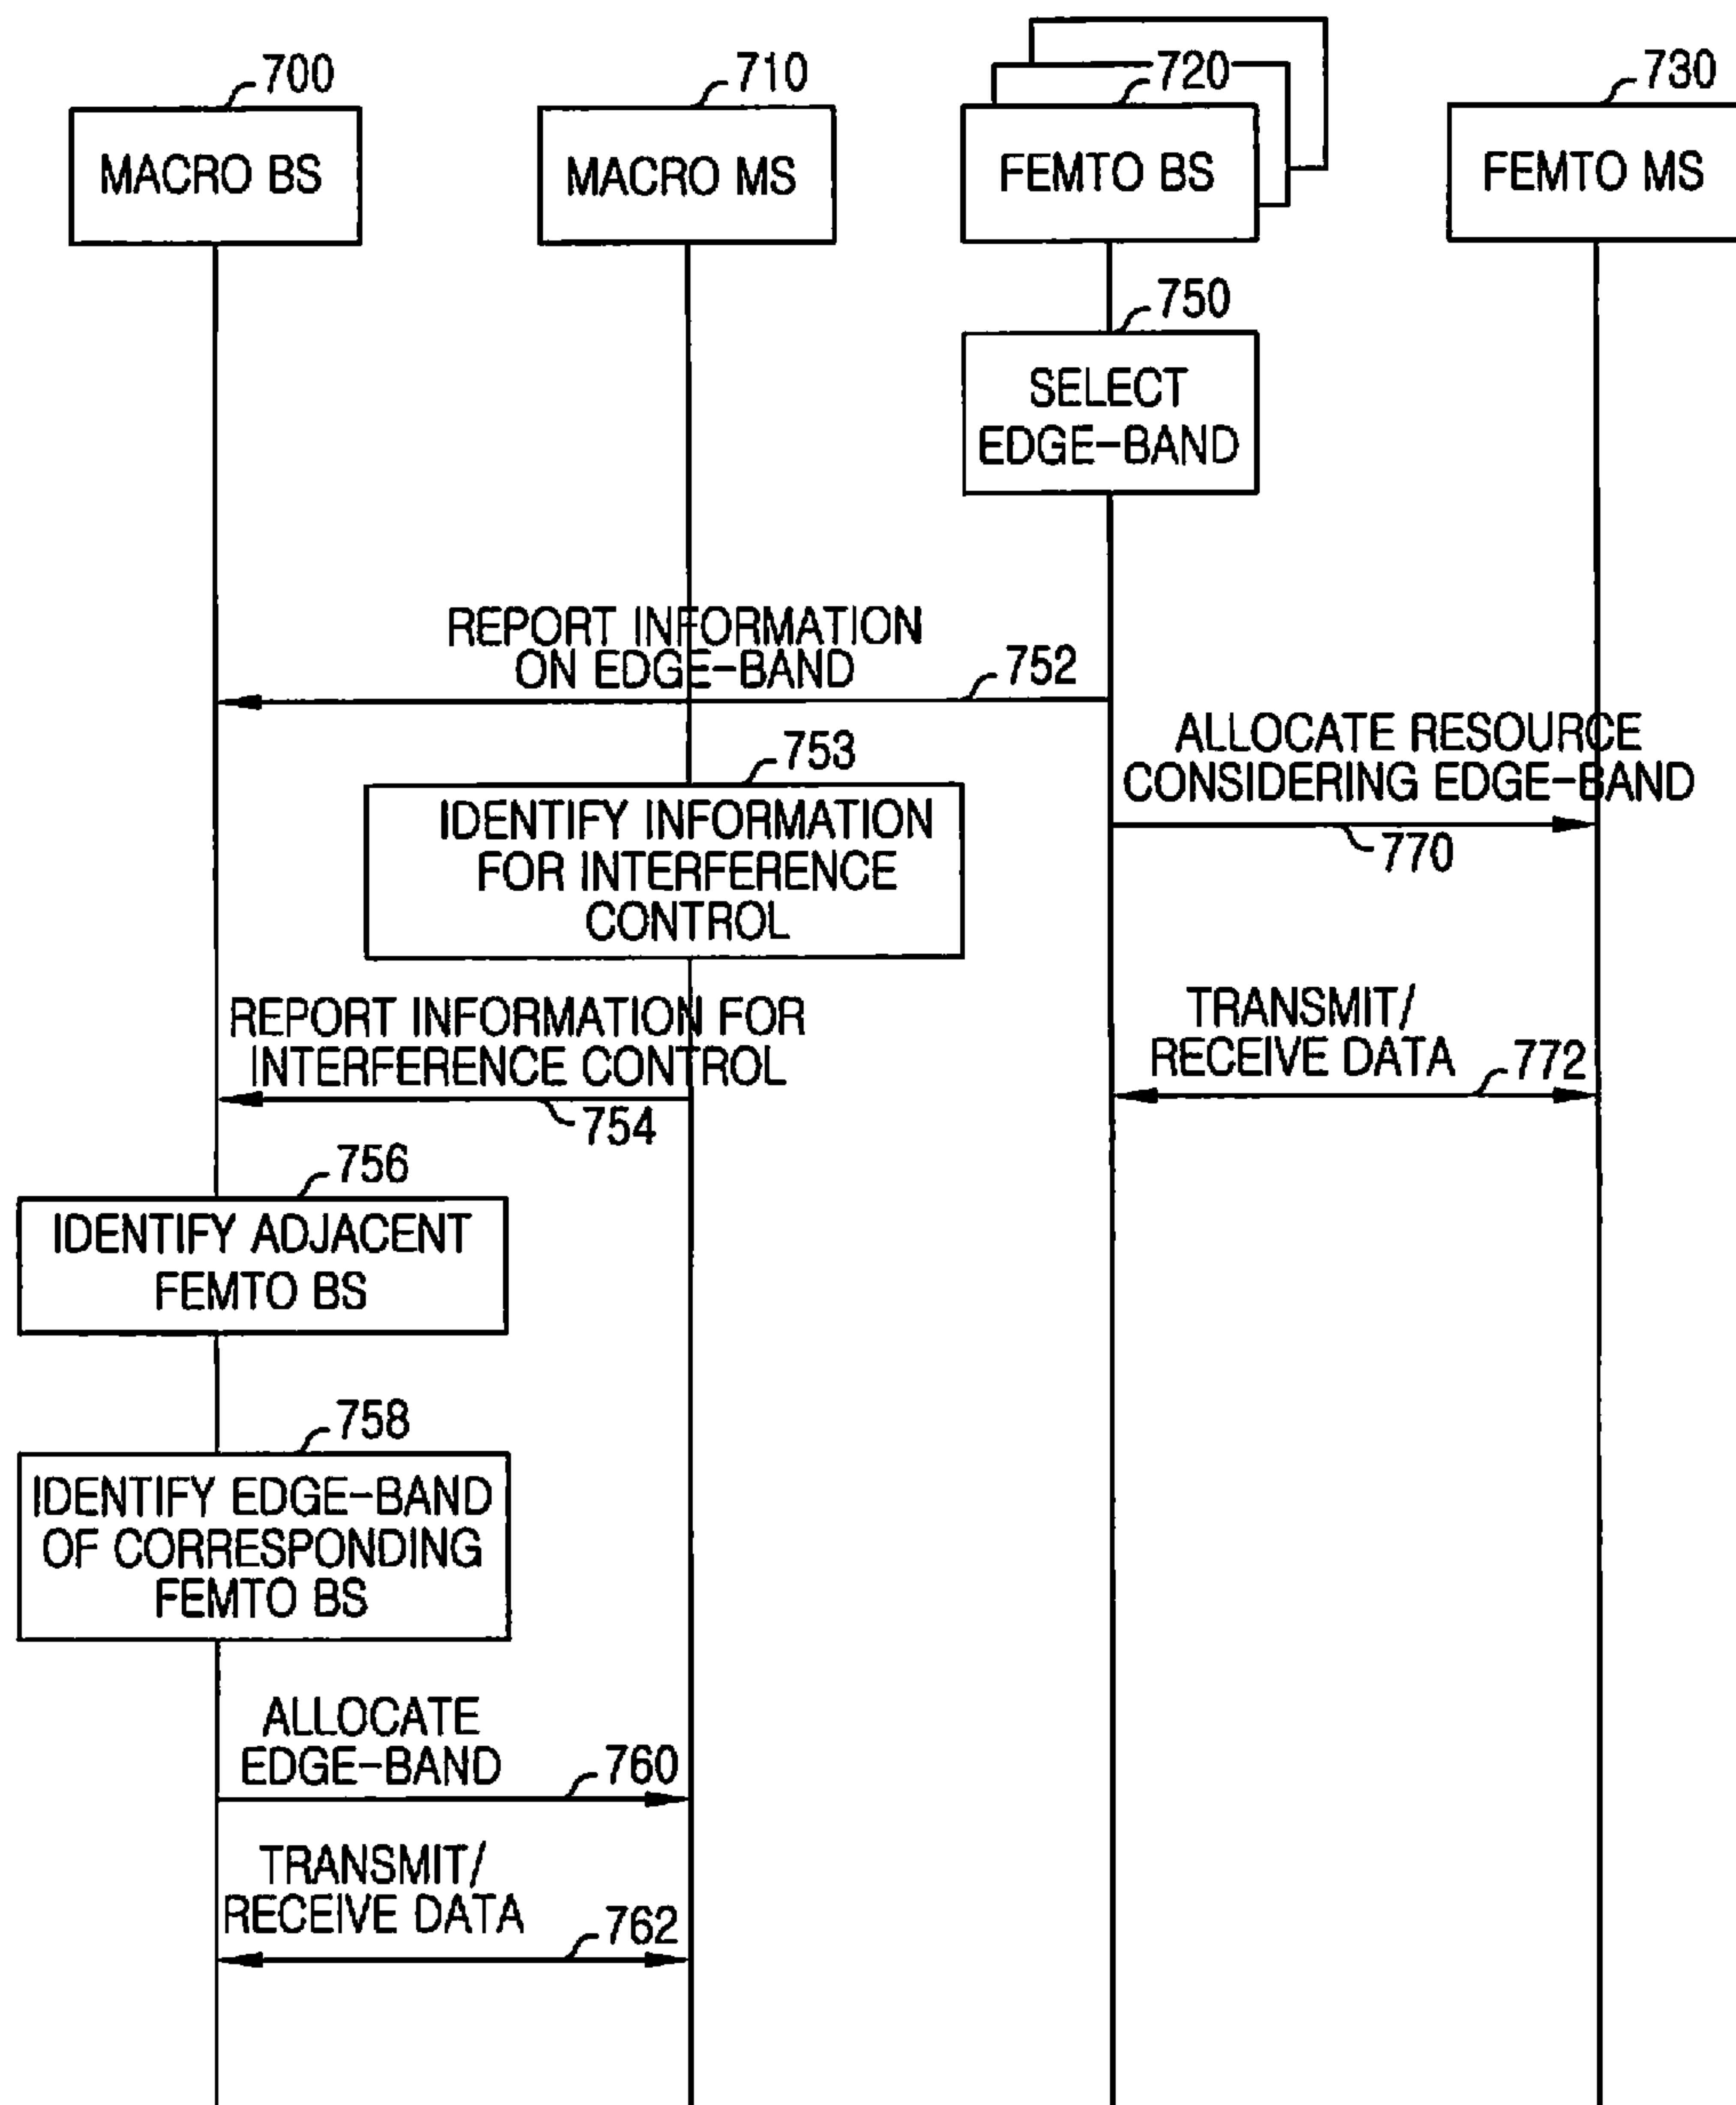 700
710
720
730
MACRO BS
MACRO MS
FEMTO BS
FEMTO MS
750
SELECT
EDGE-BAND
REPORT INFORMATION
ON EDGE-BAND
752
ALLOCATE RESOURCE
CONSIDERING EDGE-BAND
770
753
IDENTIFY INFORMATION
FOR INTERFERENCE
CONTROL
REPORT INFORMATION FOR
INTERFERENCE CONTROL
754
TRANSMIT/
RECEIVE DATA
772
756
IDENTIFY ADJACENT
FEMTO BS
758
IDENTIFY EDGE-BAND
OF CORRESPONDING
FEMTO BS
ALLOCATE
EDGE-BAND
760
TRANSMIT/
RECEIVE DATA
762